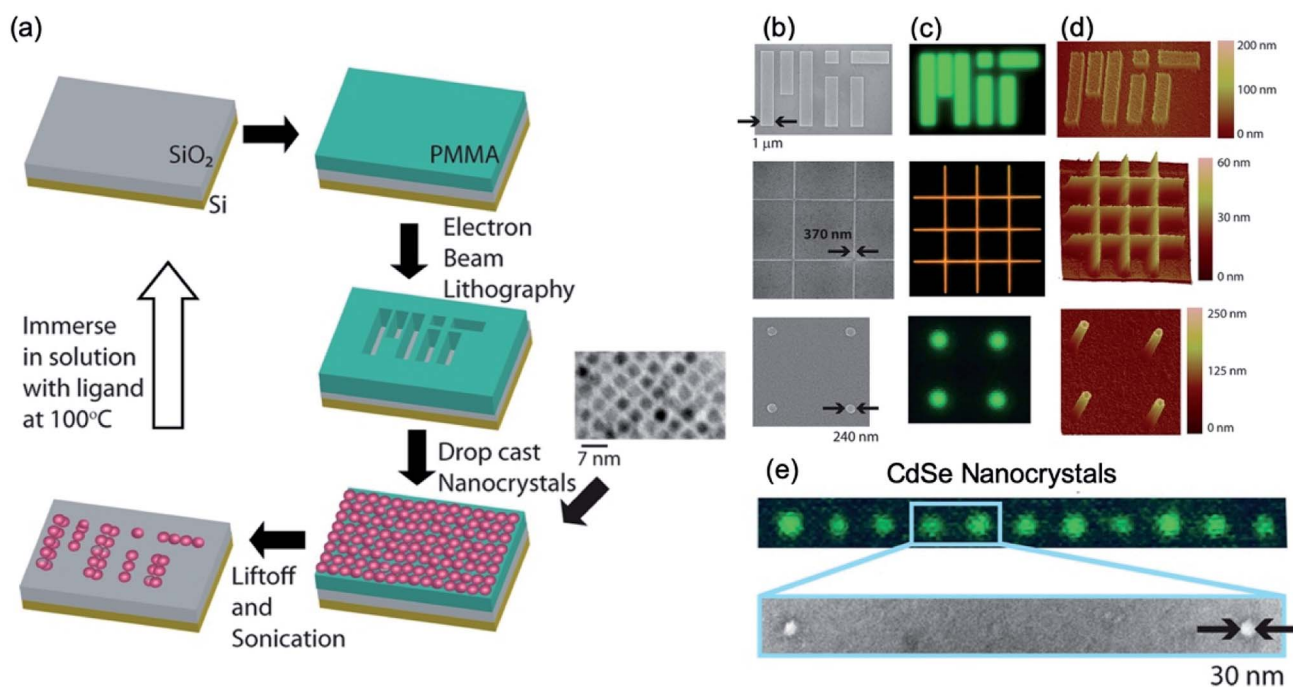 (a)
SiO₂
Si
PMMA
Electron
Beam
Lithography
Immerse
in solution
with ligand
at 100°C
MIT
7 nm
Drop cast
Nanocrystals
Liftoff
and
Sonication
(b)
1 μm
370 nm
240 nm
(c)
MIT
(d)
200 nm
100 nm
0 nm
60 nm
30 nm
0 nm
250 nm
125 nm
0 nm
(e)
CdSe Nanocrystals
30 nm